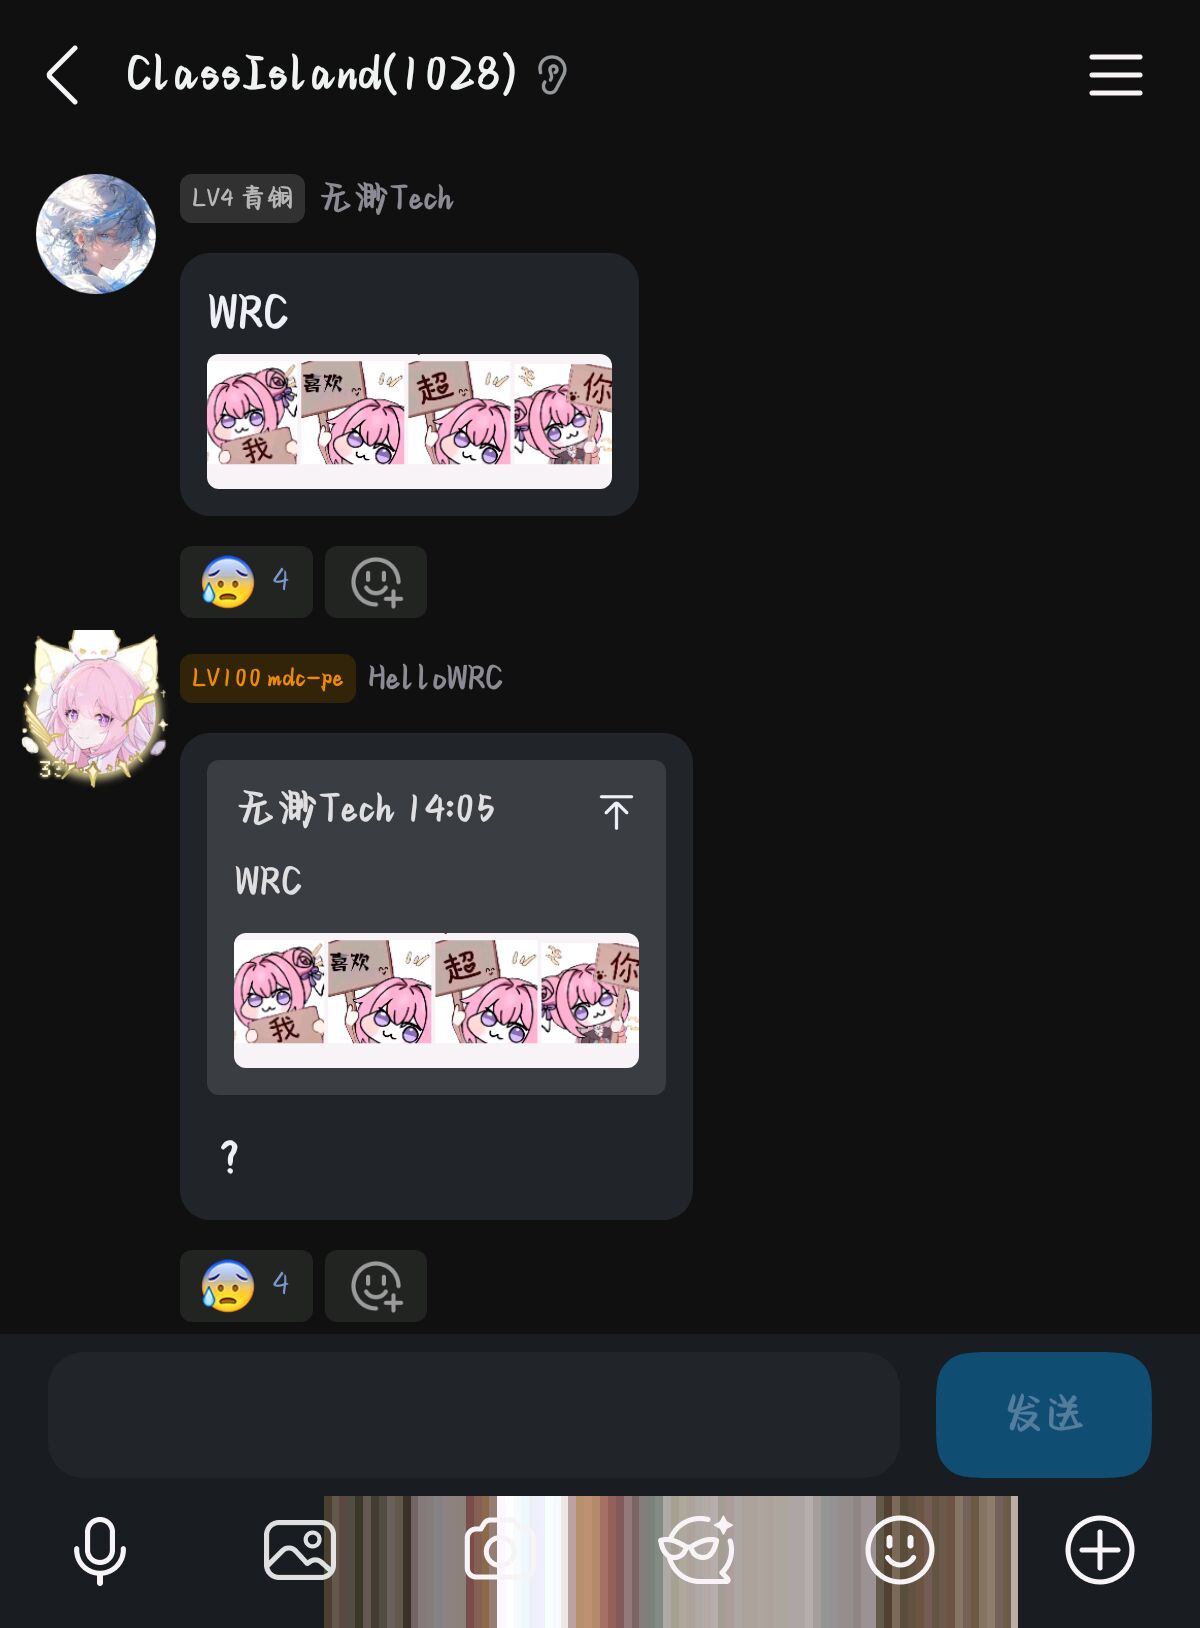 ClassIsland(1028)
LV4 青铜 无渺Tech
WRC
我 喜欢 超 你
4
LV100 mdc-pe HelloWRC
无渺Tech 14:05
WRC
我 喜欢 超 你
?
4
发送